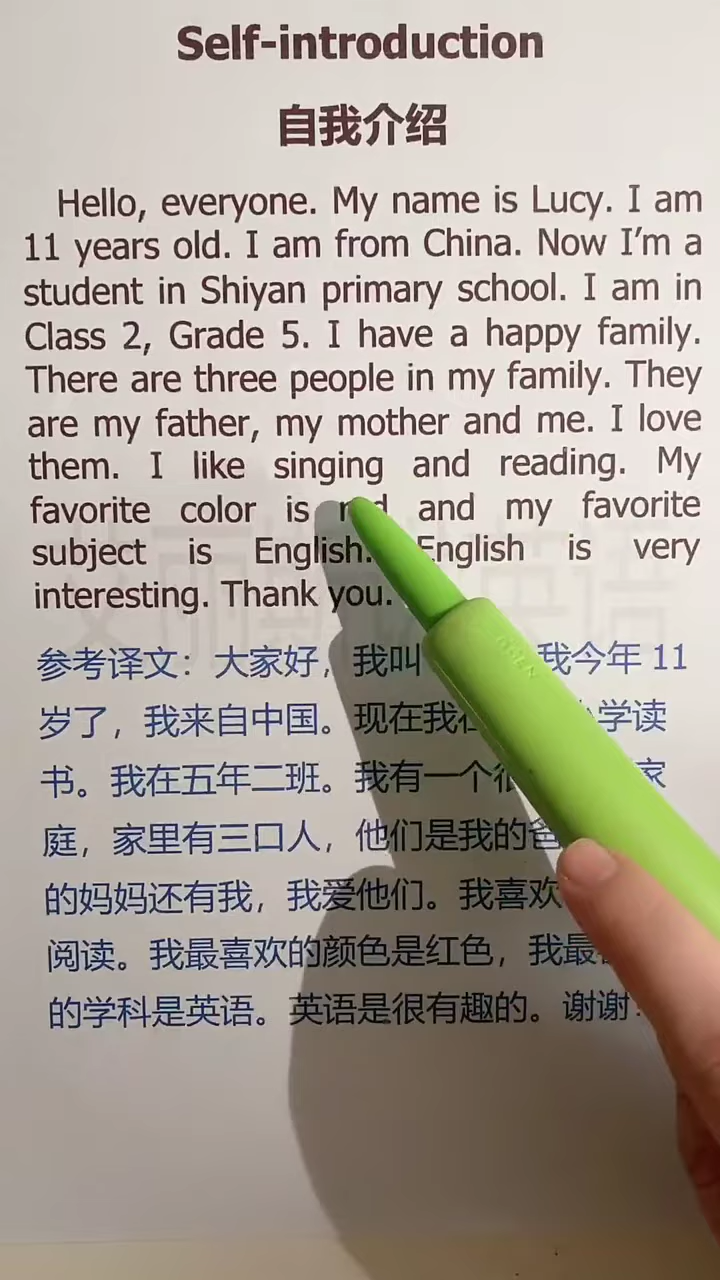 Self-introduction
自我介绍
Hello, everyone. My name is Lucy. I am
11 years old. I am from China. Now I'm a
student in Shiyan primary school. I am in
Class 2, Grade 5. I have a happy family.
There are three people in my family. They
are my father, my mother and me. I love
them. I like singing and reading. My
favorite color is red and my favorite
subject is English. English is very
interesting. Thank you.
参考译文：大家好，我叫 我今年 11
岁了，我来自中国。现在我在 小学读
书。我在五年二班。我有一个很 家
庭，家里有三口人，他们是我的爸
的妈妈还有我，我爱他们。我喜欢
阅读。我最喜欢的颜色是红色，我最
的学科是英语。英语是很有趣的。谢谢！